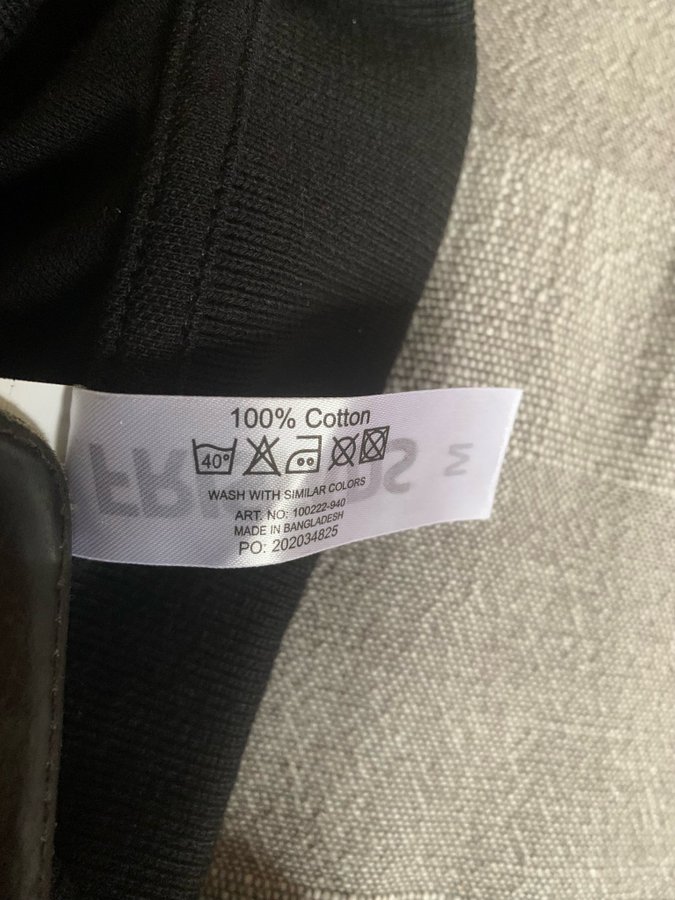 100% Cotton
40°
WASH WITH SIMILAR COLORS
ART. NO: 100222-940
MADE IN BANGLADESH
PO: 202034825
M